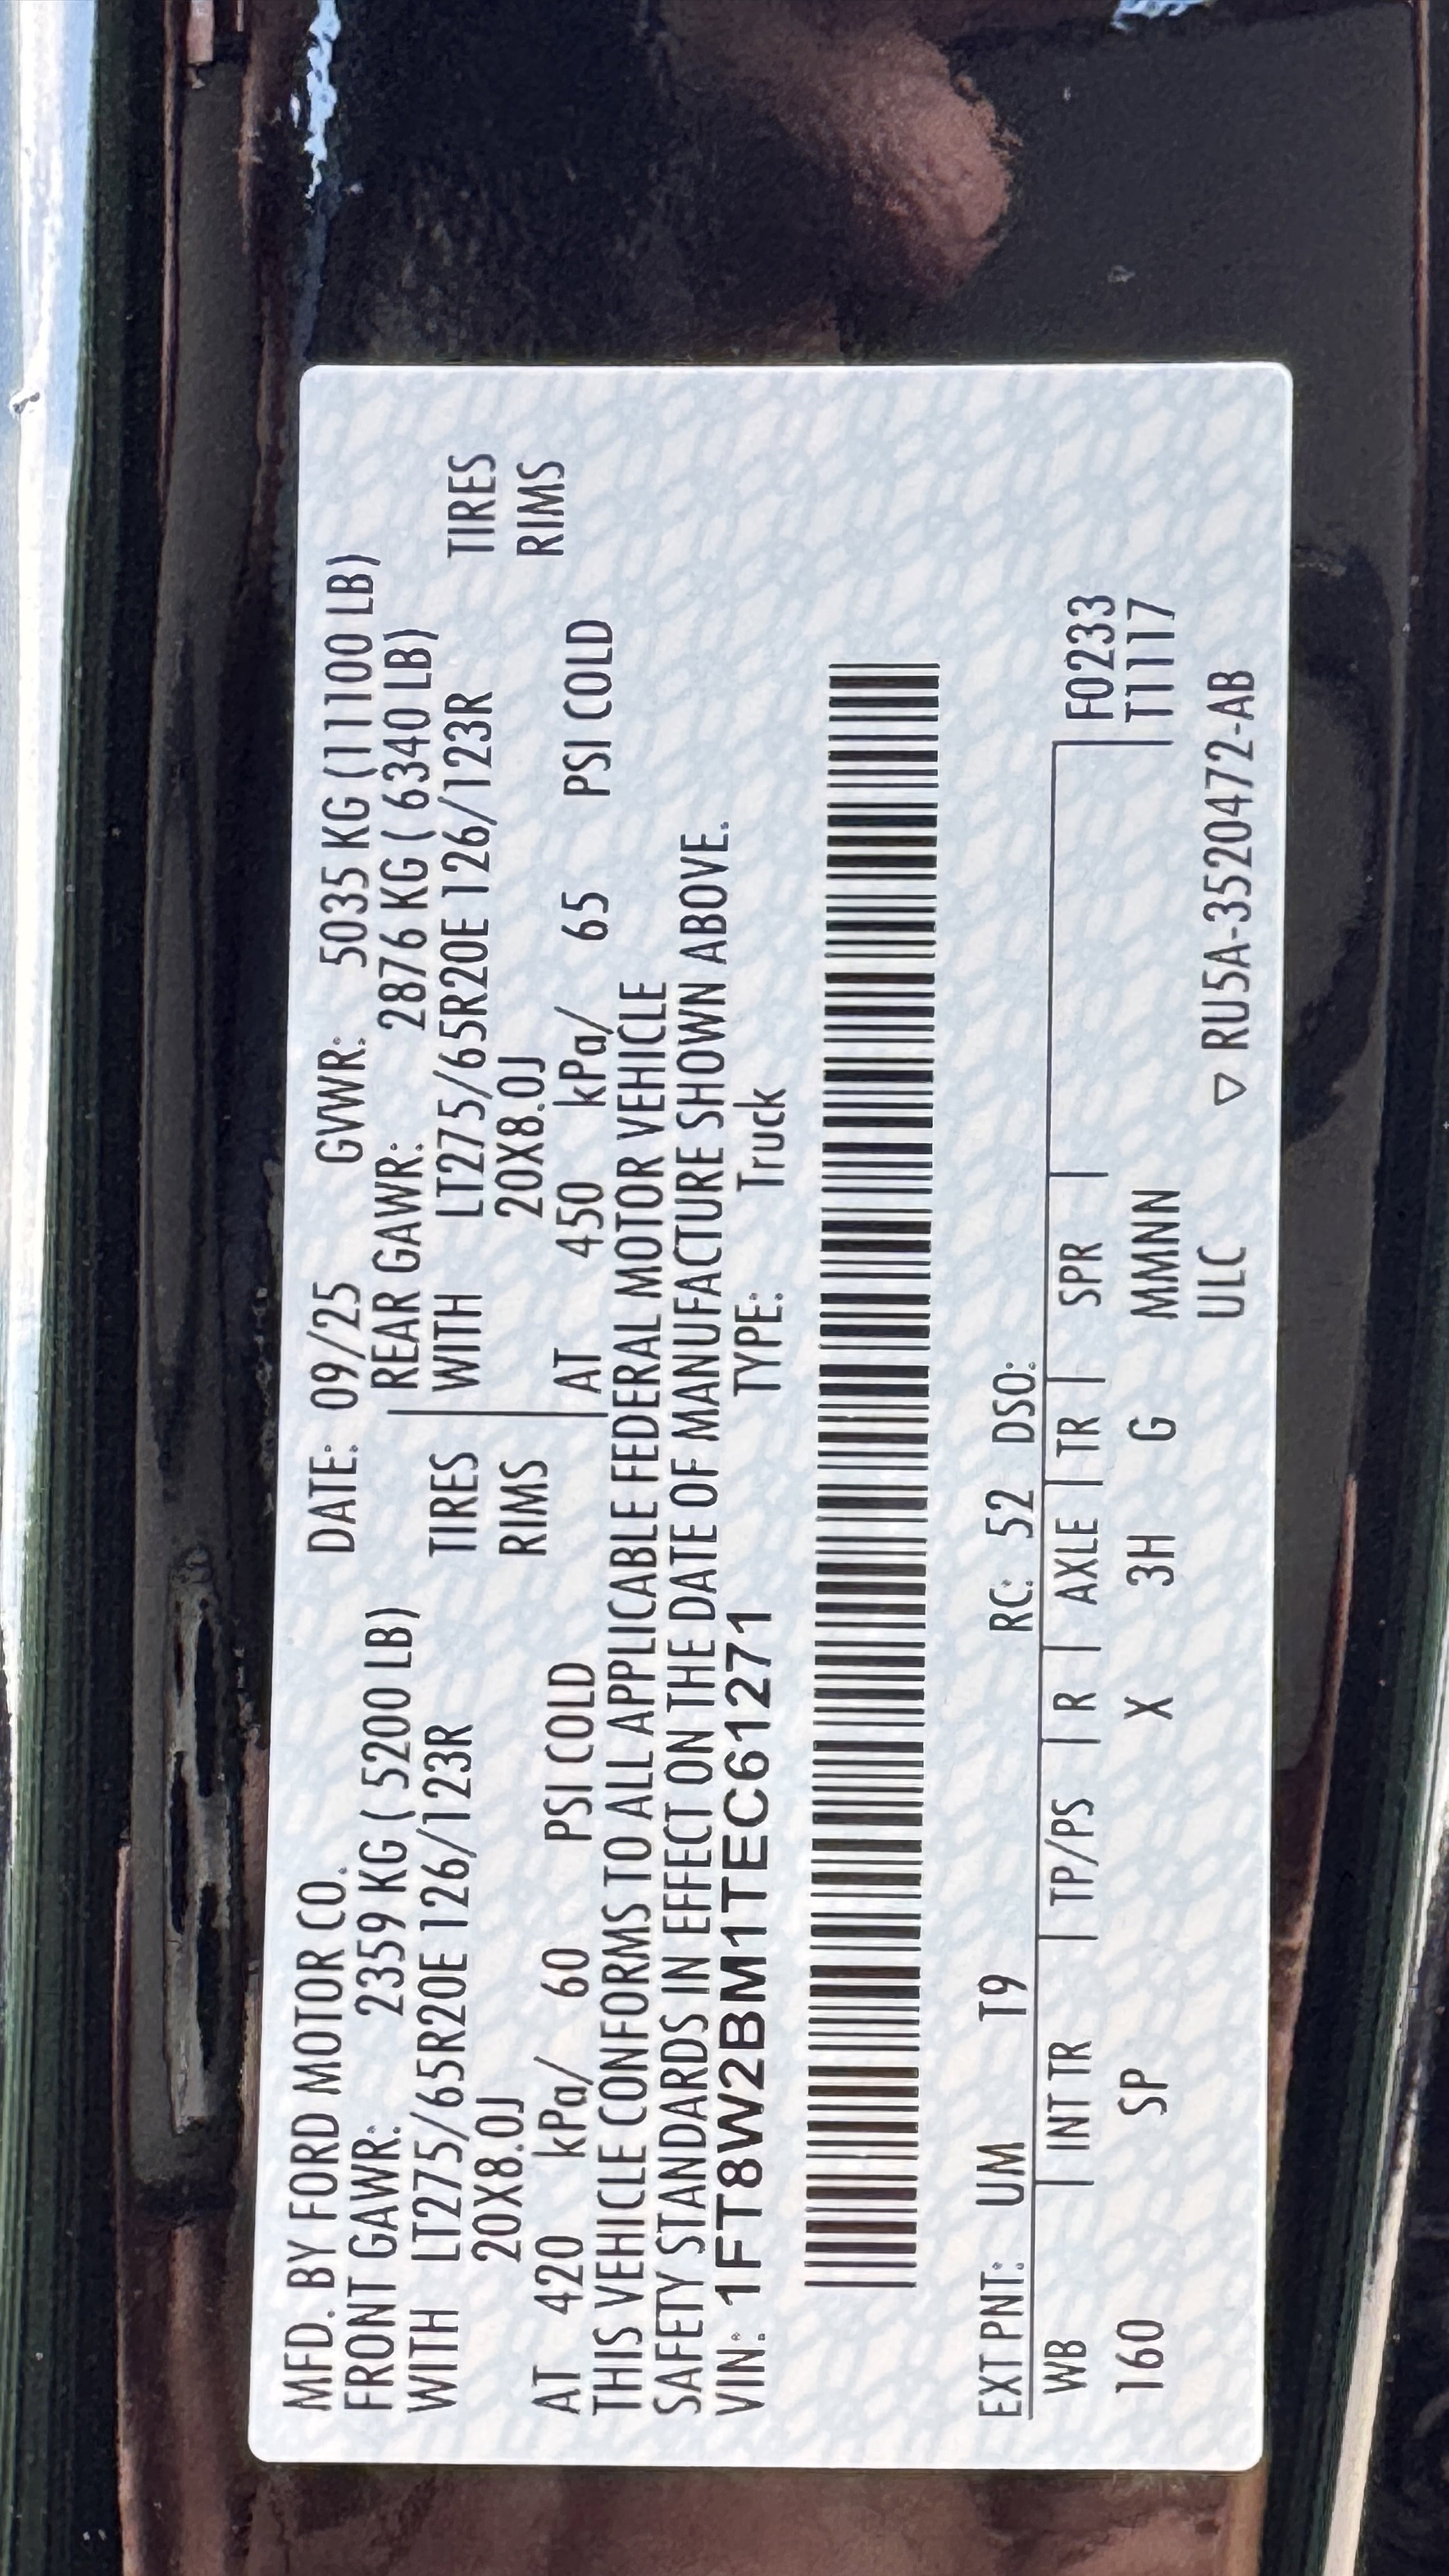 MFD. BY FORD MOTOR CO. DATE: 09/25 GVWR: 5035 KG (11100 LB)
FRONT GAWR: 2359 KG ( 5200 LB) REAR GAWR: 2876 KG ( 6340 LB)
WITH LT275/65R20E 126/123R TIRES WITH LT275/65R20E 126/123R TIRES
20X8.0J RIMS 20X8.0J RIMS
AT 420 kPa/ 60 PSI COLD AT 450 kPa/ 65 PSI COLD
THIS VEHICLE CONFORMS TO ALL APPLICABLE FEDERAL MOTOR VEHICLE
SAFETY STANDARDS IN EFFECT ON THE DATE OF MANUFACTURE SHOWN ABOVE.
VIN: 1FT8W2BM1TEC61271 TYPE: Truck
EXT PNT: UM T9 RC: 52 DSO:
WB INT TR TP/PS R AXLE TR SPR F0233
160 SP X 3H G MMNN T1117
ULC ▽ RU5A-3520472-AB